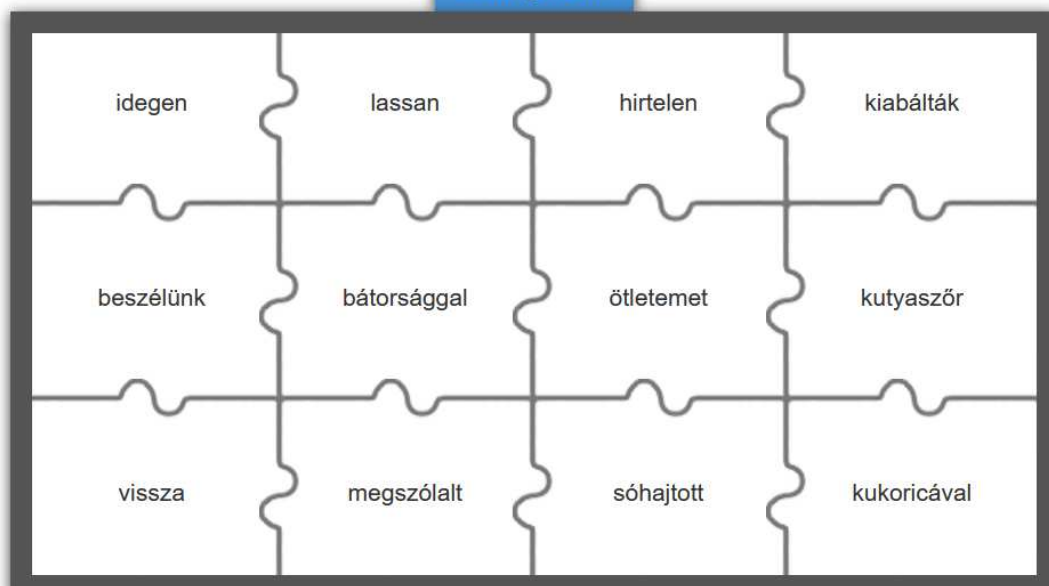 idegen lassan hirtelen kiabálták
beszélünk bátorsággal ötletemet kutyaszőr
vissza megszólalt sóhajtott kukoricával